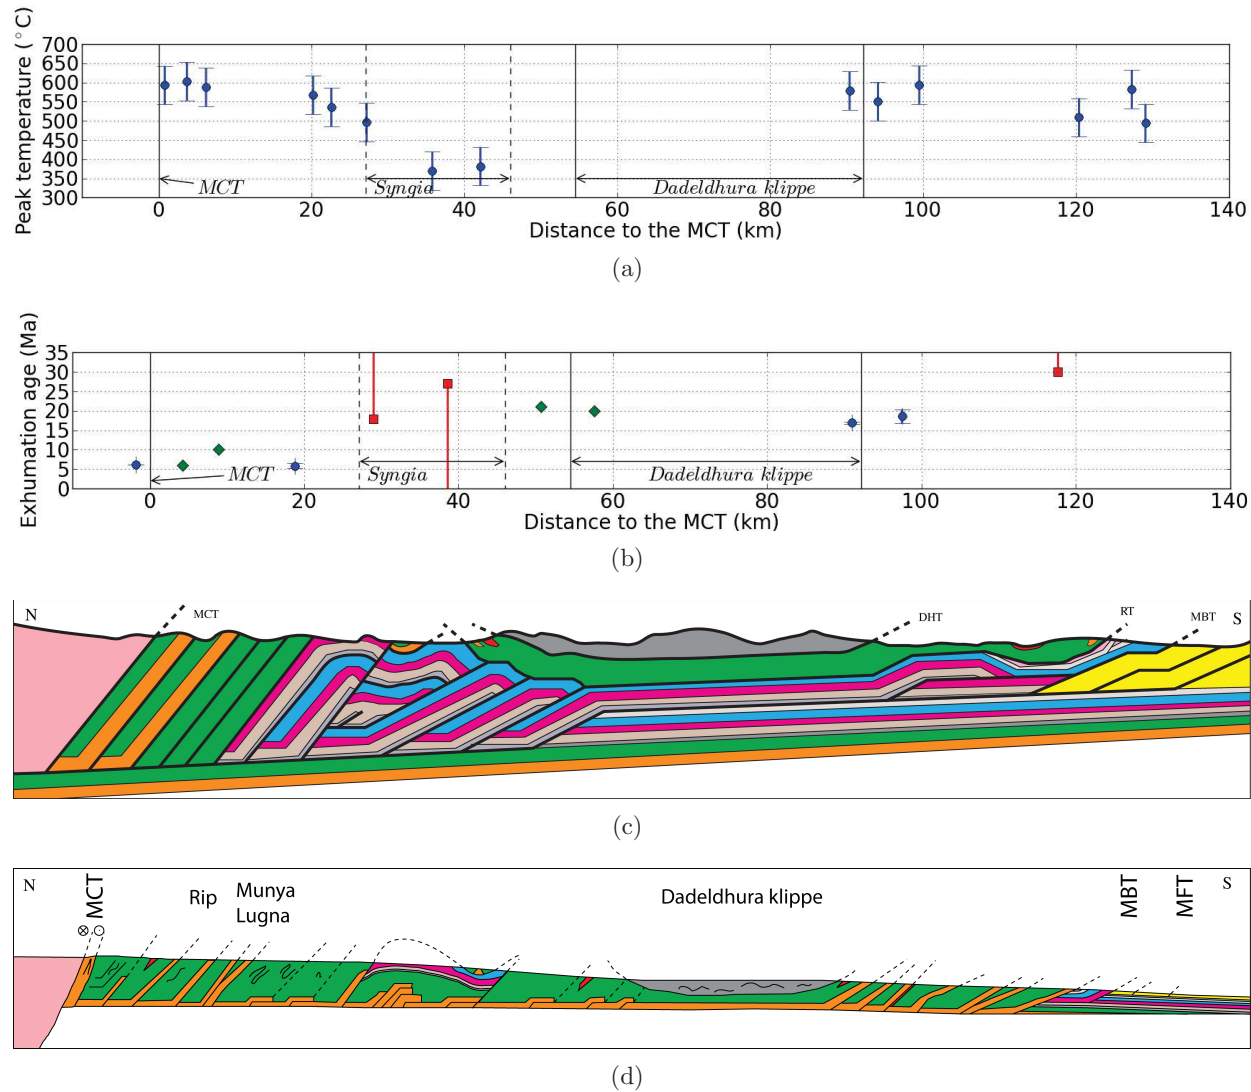 Peak temperature (°C)
700
650
600
550
500
450
400
350
300
MCT
Syngia
Dadeldhura klippe
0 20 40 60 80 100 120 140
Distance to the MCT (km)
(a)
Exhumation age (Ma)
35
30
25
20
15
10
5
0
MCT
Syngia
Dadeldhura klippe
0 20 40 60 80 100 120 140
Distance to the MCT (km)
(b)
N MCT DHT RT MBT S
(c)
N MCT Rip Munya Lugna Dadeldhura klippe MBT MFT S
(d)